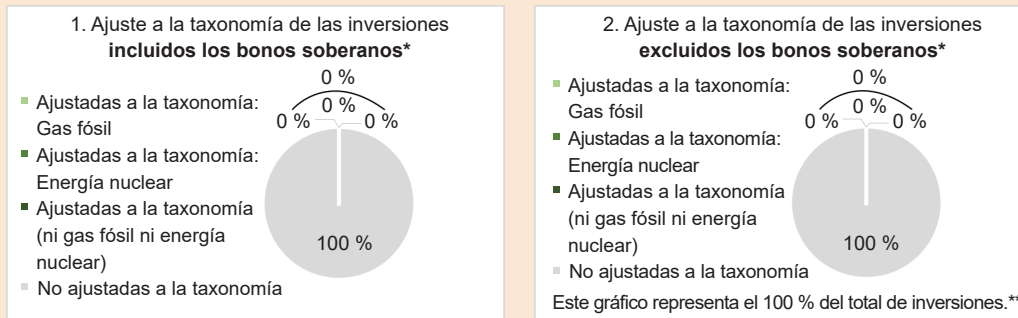 1. Ajuste a la taxonomía de las inversiones
incluidos los bonos soberanos*
0 %
0 %
0 %
0 %
Ajustadas a la taxonomía:
Gas fósil
Ajustadas a la taxonomía:
Energía nuclear
Ajustadas a la taxonomía
(ni gas fósil ni energía
nuclear)
No ajustadas a la taxonomía
100 %
2. Ajuste a la taxonomía de las inversiones
excluidos los bonos soberanos*
0 %
0 %
0 %
0 %
Ajustadas a la taxonomía:
Gas fósil
Ajustadas a la taxonomía:
Energía nuclear
Ajustadas a la taxonomía
(ni gas fósil ni energía
nuclear)
No ajustadas a la taxonomía
100 %
Este gráfico representa el 100 % del total de inversiones.**